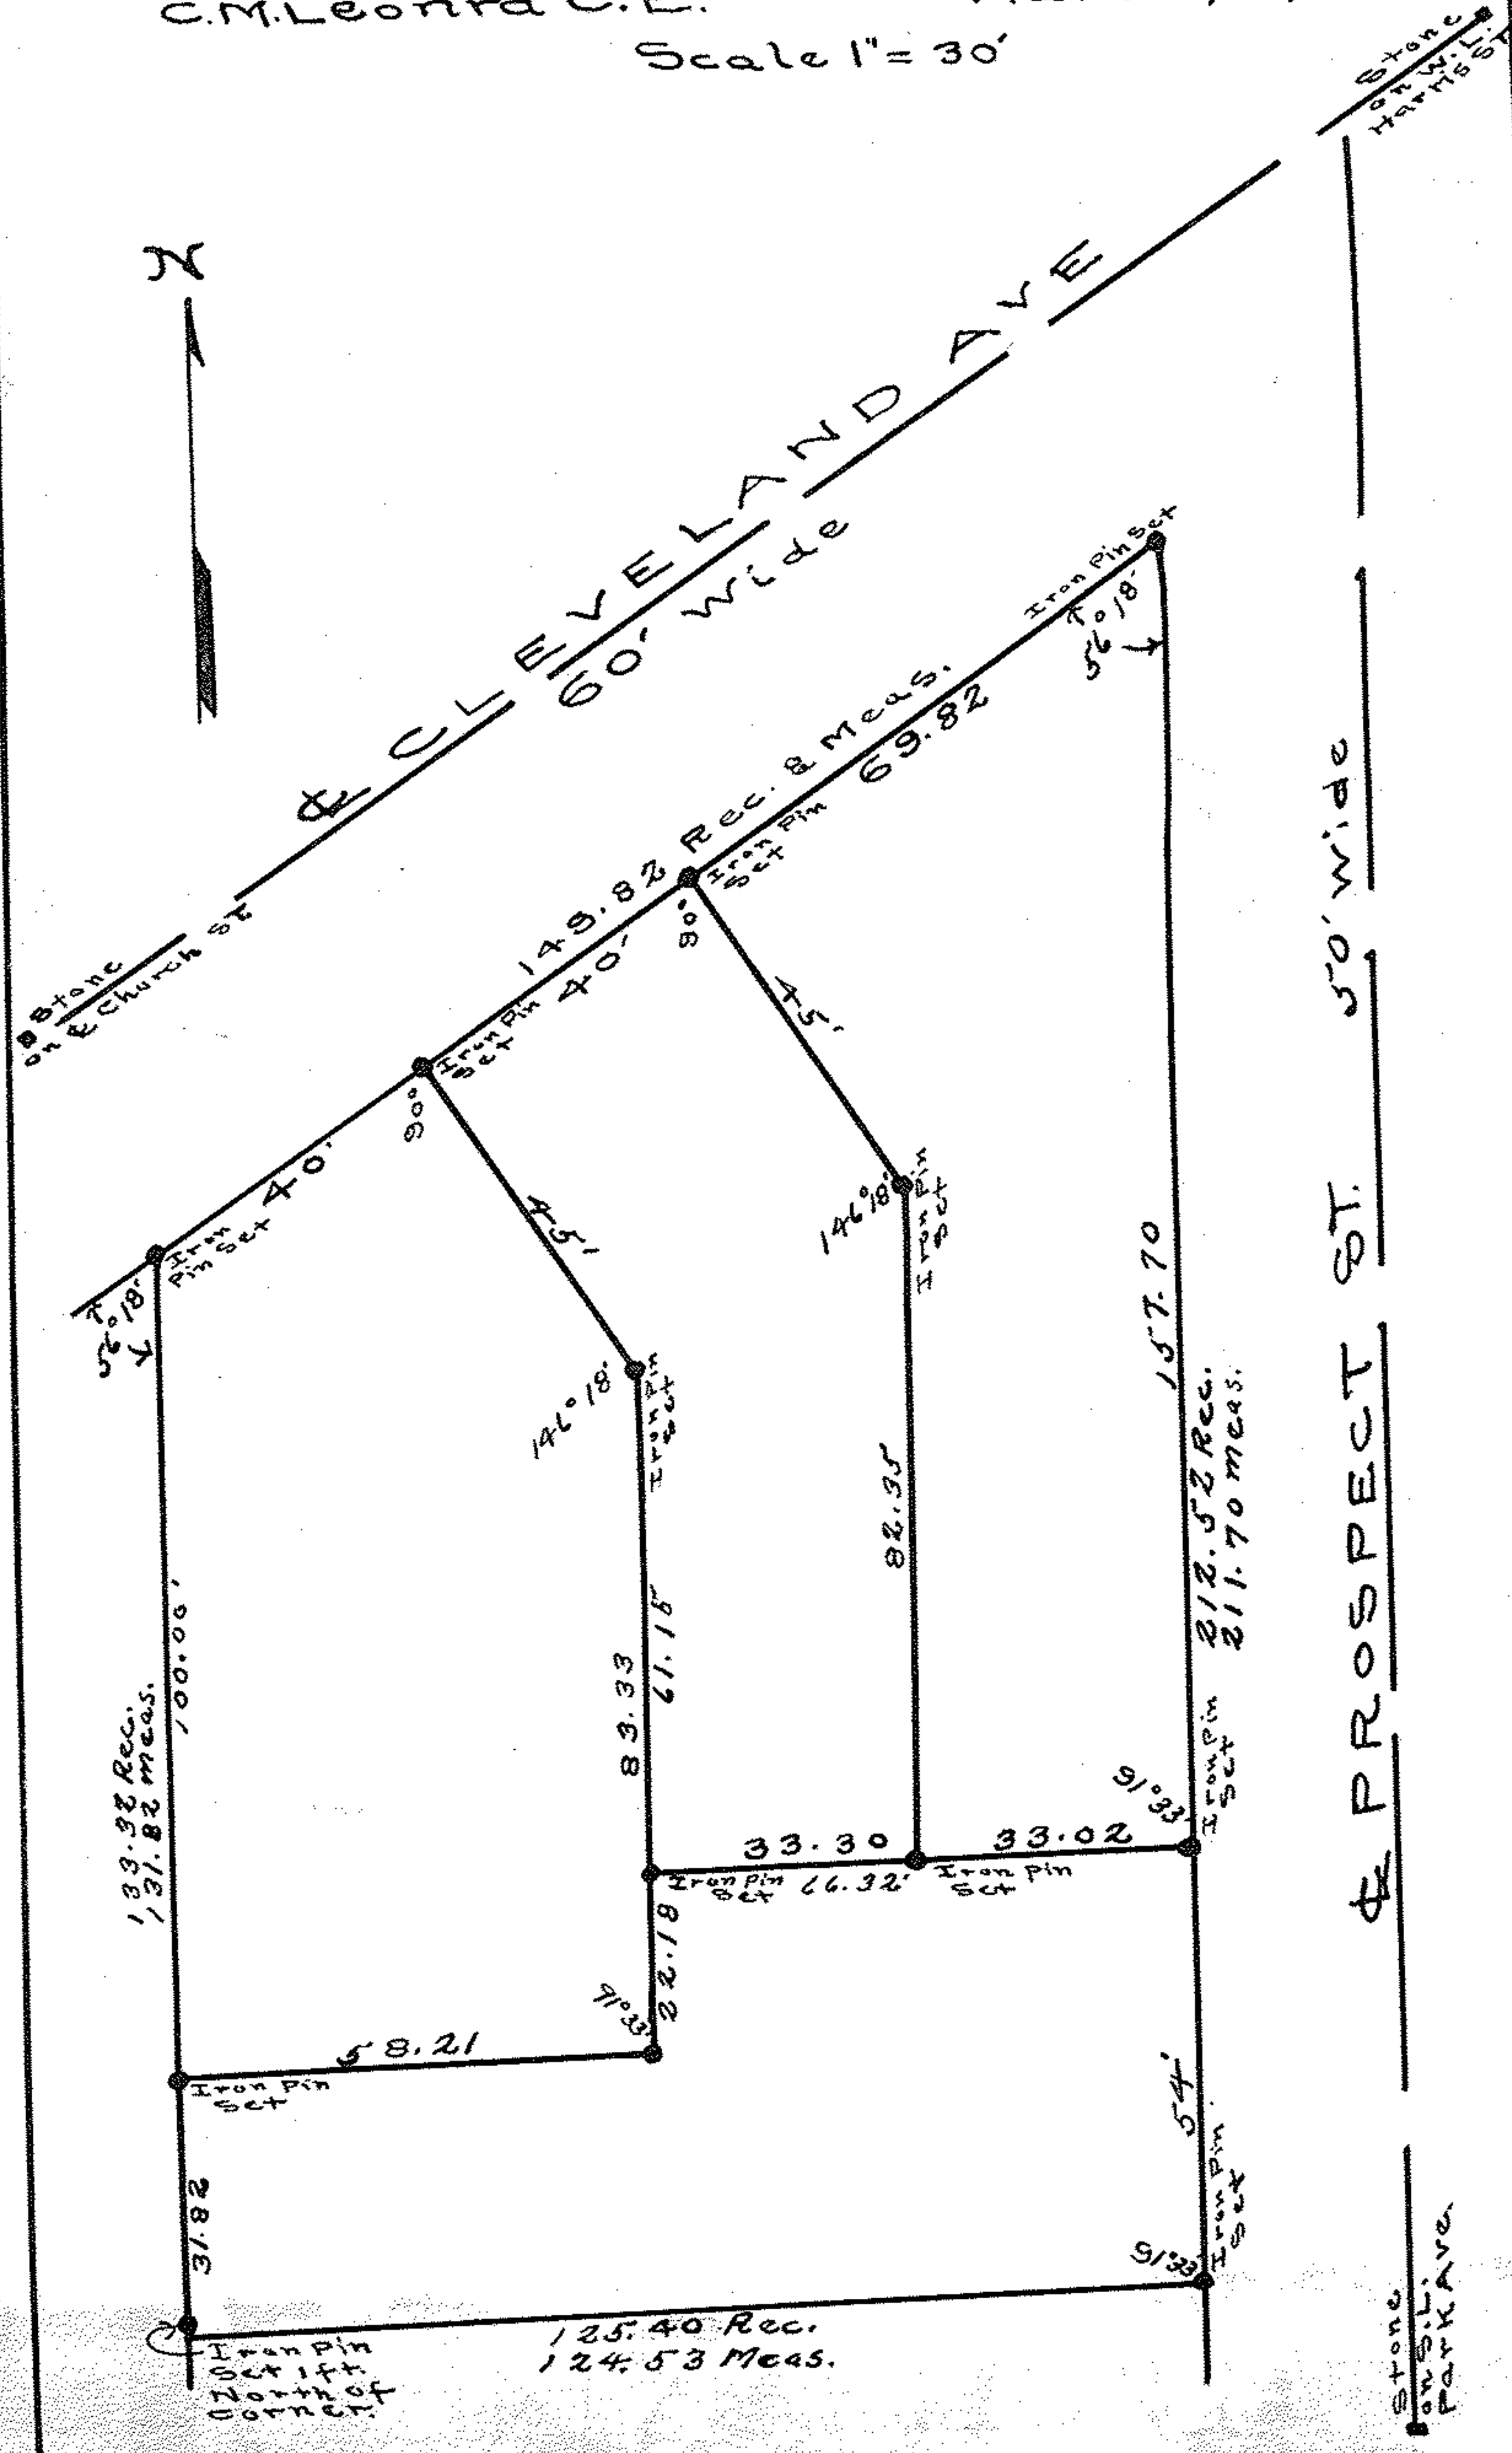 C.M. Leonrd C.E.
Scale 1" = 30'
Stone
on W.L.
Harris St
N
℄ CLEVELAND AVE
60' Wide
Stone
on ℄ Church St
Iron Pin Set
56°18'
149.82 Rec. & Meas.
69.82
Iron Pin
Set
90°
40'
45'
Iron Pin
Set
90°
40'
45'
Iron
Pin Set
56°18'
146°18'
Iron Pin
Set
146°18'
Iron Pin
Set
157.70
82.35
212.52 Rec.
211.70 meas.
83.33
61.15
100.00'
133.32 Rec.
131.82 meas.
℄ PROSPECT ST. 50' wide
91°33'
Iron Pin
Set
33.30
33.02
Iron Pin
Set
66.32'
Iron Pin
Set
22.18
91°33'
58.21
Iron Pin
Set
54'
31.82
91°33'
Iron Pin
Set
125.40 Rec.
124.53 Meas.
Iron Pin
Set 1 ft.
North of
Corner.
Stone
on S.L.
Park Ave.